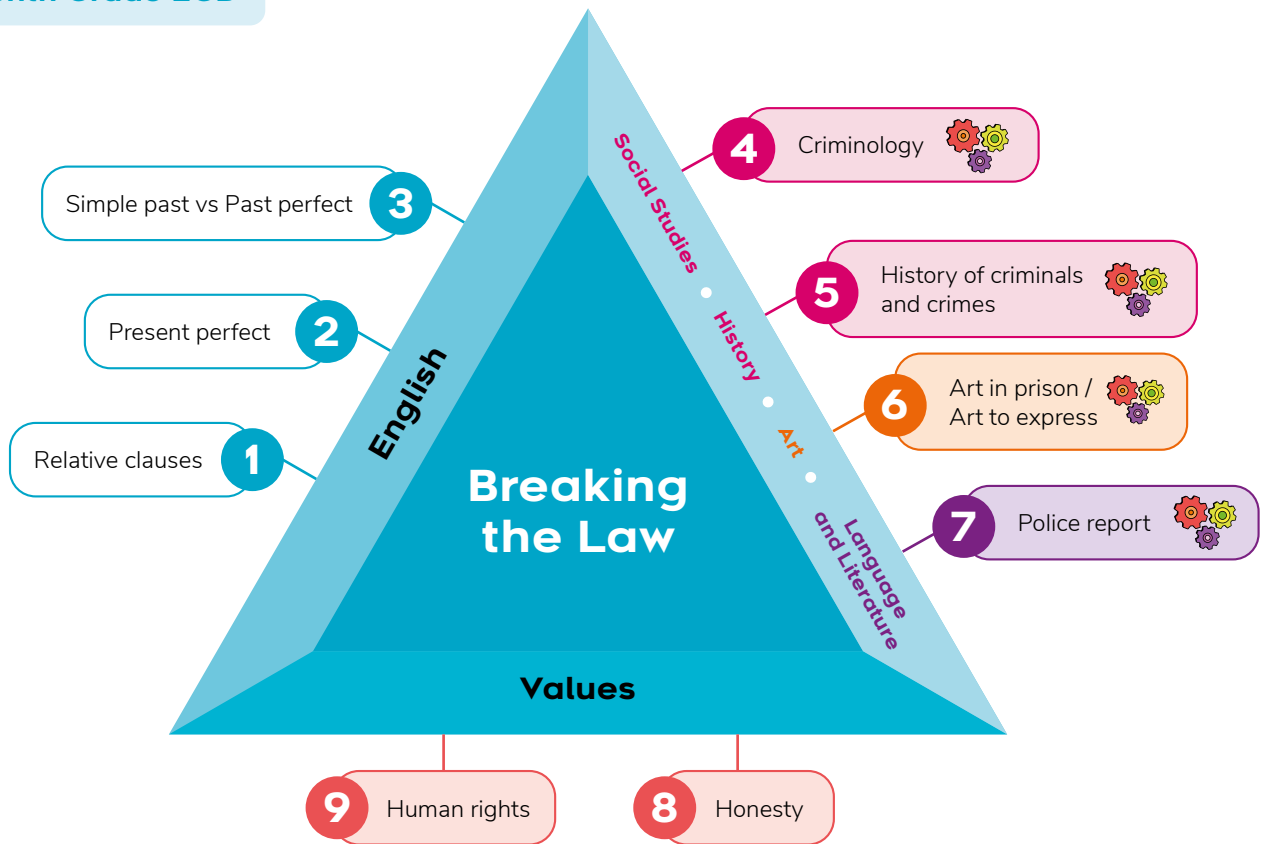 3
Simple past vs Past perfect
2
Present perfect
1
Relative clauses
English
Breaking
the Law
Social Studies • History • Art • Language
and Literature
4
Criminology
5
History of criminals
and crimes
6
Art in prison /
Art to express
7
Police report
Values
9
Human rights
8
Honesty